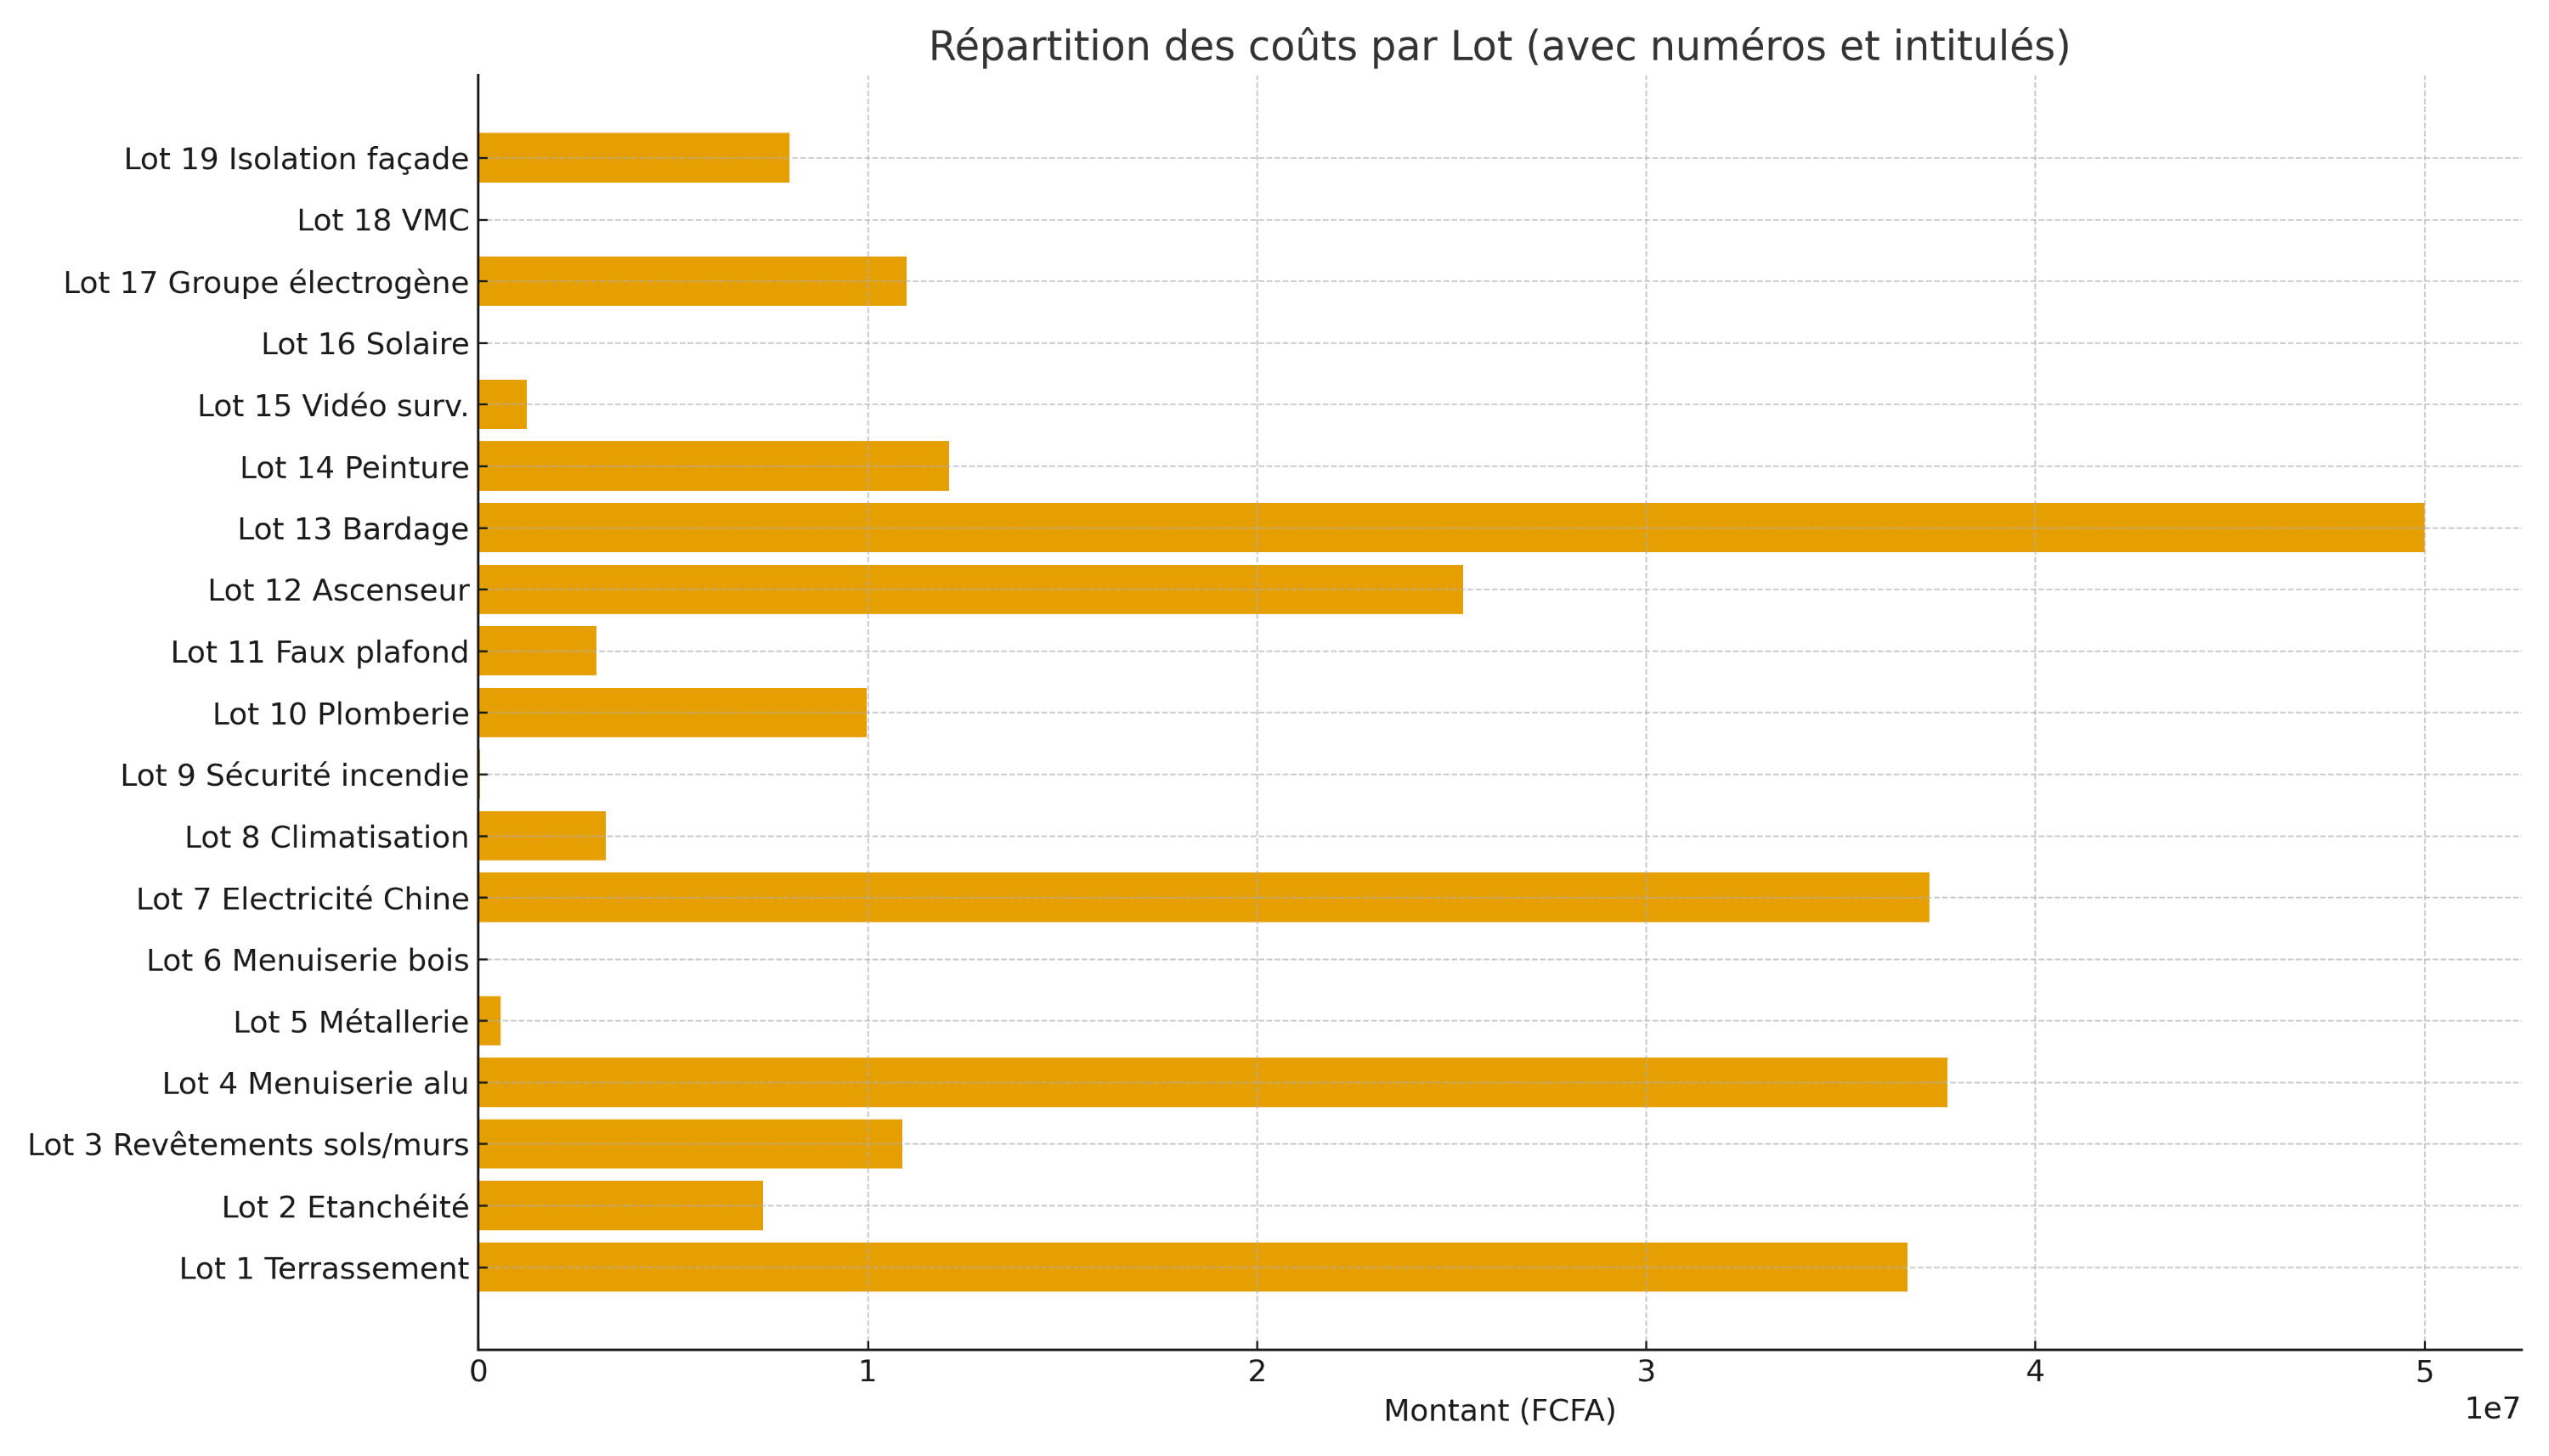 Répartition des coûts par Lot (avec numéros et intitulés)
Lot 19 Isolation façade
Lot 18 VMC
Lot 17 Groupe électrogène
Lot 16 Solaire
Lot 15 Vidéo surv.
Lot 14 Peinture
Lot 13 Bardage
Lot 12 Ascenseur
Lot 11 Faux plafond
Lot 10 Plomberie
Lot 9 Sécurité incendie
Lot 8 Climatisation
Lot 7 Electricité Chine
Lot 6 Menuiserie bois
Lot 5 Métallerie
Lot 4 Menuiserie alu
Lot 3 Revêtements sols/murs
Lot 2 Etanchéité
Lot 1 Terrassement
0 1 2 3 4 5
1e7
Montant (FCFA)